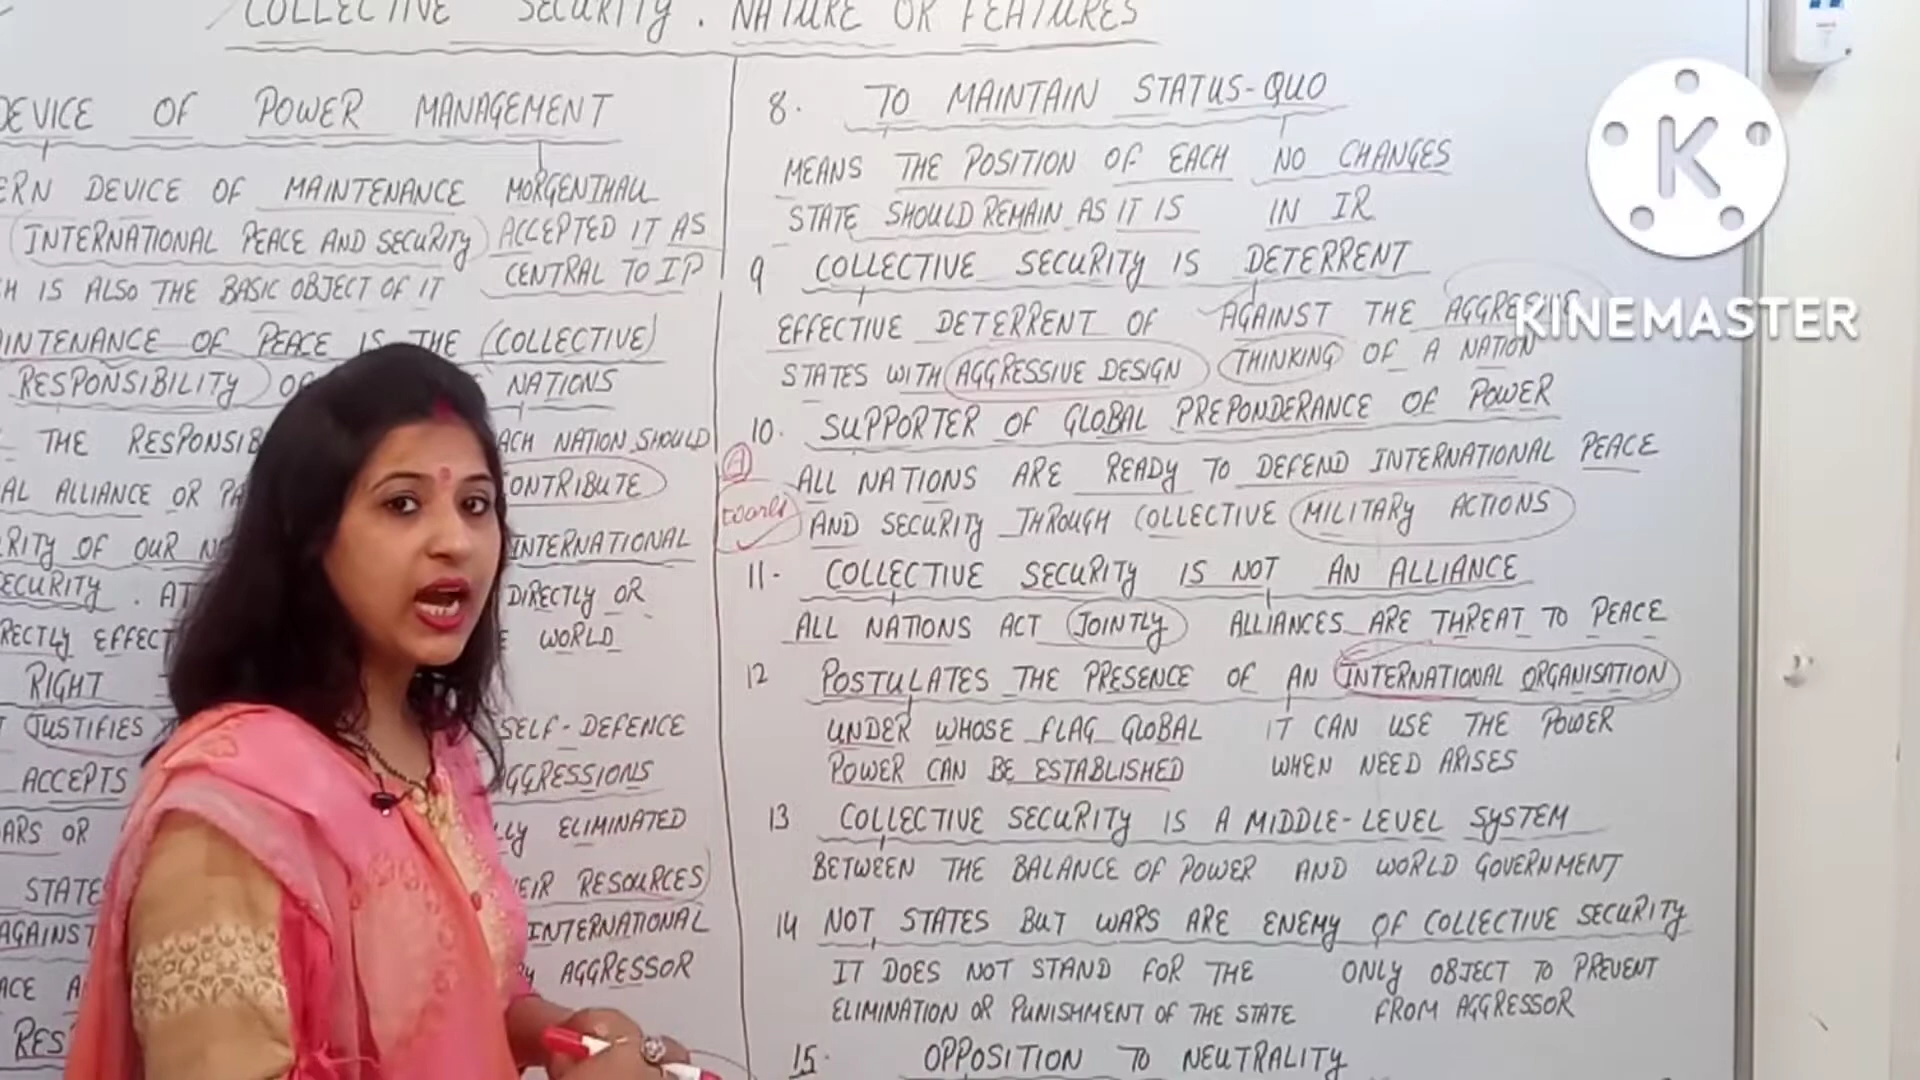 COLLECTIVE SECURITY. NATURE OR FEATURES
DEVICE OF POWER MANAGEMENT
ERN DEVICE OF MAINTENANCE
INTERNATIONAL PEACE AND SECURITY
H IS ALSO THE BASIC OBJECT OF IT
MORGENTHAU
ACCEPTED IT AS
CENTRAL TO IP
INTENANCE OF PEACE IS THE (COLLECTIVE)
RESPONSIBILITY NATIONS
THE RESPONSIB ACH NATION SHOULD
AL ALLIANCE OR PA ONTRIBUTE
RITY OF OUR INTERNATIONAL
SECURITY. AT DIRECTLY OR
RECTLY EFFECT WORLD
RIGHT
JUSTIFIES SELF-DEFENCE
ACCEPTS GGRESSIONS
ARS OR LLY ELIMINATED
STATE EIR RESOURCES
AGAINST INTERNATIONAL
ACE A AGGRESSOR
RES
8. TO MAINTAIN STATUS-QUO
MEANS THE POSITION OF EACH
STATE SHOULD REMAIN AS IT IS
NO CHANGES
IN IR
9 COLLECTIVE SECURITY IS DETERRENT
EFFECTIVE DETERRENT OF
STATES WITH AGGRESSIVE DESIGN
AGAINST THE
THINKING OF A NATION
10. SUPPORTER OF GLOBAL PREPONDERANCE OF POWER
A
ALL NATIONS ARE READY TO DEFEND INTERNATIONAL PEACE
AND SECURITY THROUGH COLLECTIVE MILITARY ACTIONS
11- COLLECTIVE SECURITY IS NOT AN ALLIANCE
ALL NATIONS ACT JOINTLY ALLIANCES ARE THREAT TO PEACE
12 POSTULATES THE PRESENCE OF AN INTERNATIONAL ORGANISATION
UNDER WHOSE FLAG GLOBAL
POWER CAN BE ESTABLISHED
IT CAN USE THE POWER
WHEN NEED ARISES
13 COLLECTIVE SECURITY IS A MIDDLE-LEVEL SYSTEM
BETWEEN THE BALANCE OF POWER AND WORLD GOVERNMENT
14 NOT STATES BUT WARS ARE ENEMY OF COLLECTIVE SECURITY
IT DOES NOT STAND FOR THE
ELIMINATION OR PUNISHMENT OF THE STATE
ONLY OBJECT TO PREVENT
FROM AGGRESSOR
15. OPPOSITION TO NEUTRALITY
K
KINEMASTER